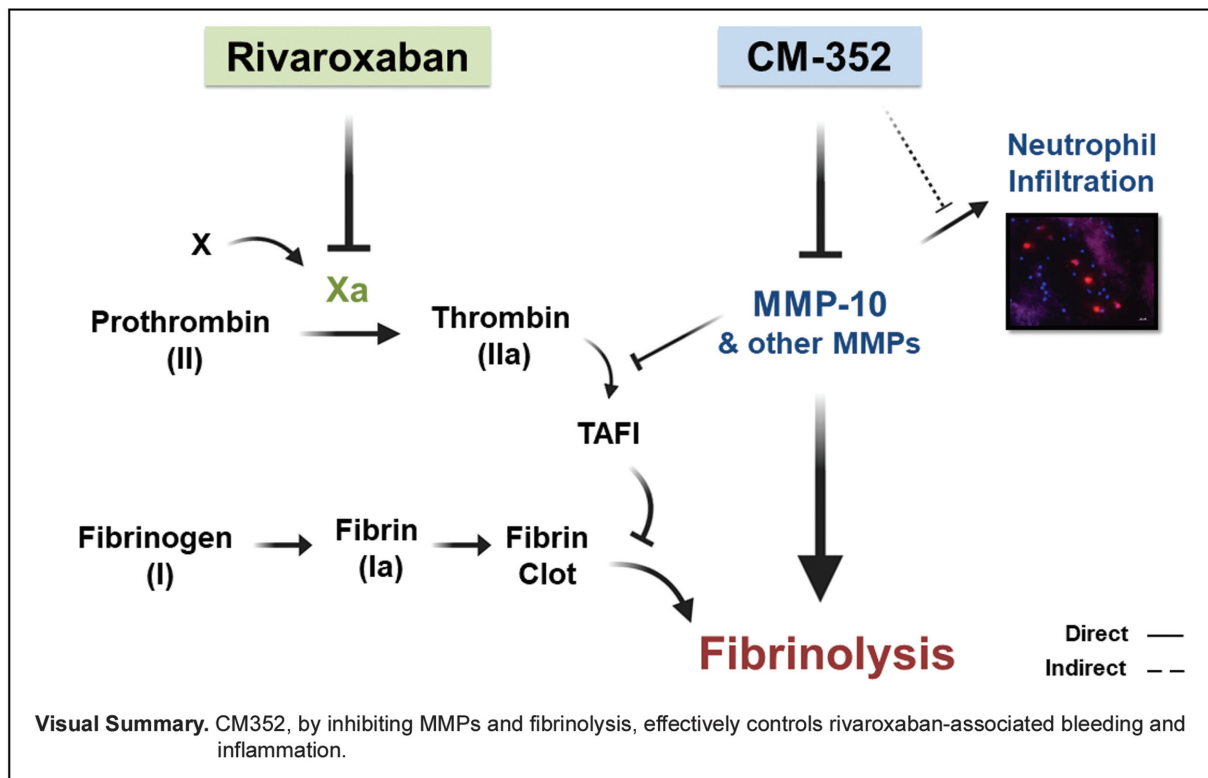 Rivaroxaban
CM-352
Neutrophil
Infiltration
X
Xa
Prothrombin
(II)
Thrombin
(IIa)
MMP-10
& other MMPs
TAFI
Fibrinogen
(I)
Fibrin
(Ia)
Fibrin
Clot
Fibrinolysis
Direct
Indirect
Visual Summary. CM352, by inhibiting MMPs and fibrinolysis, effectively controls rivaroxaban-associated bleeding and
inflammation.